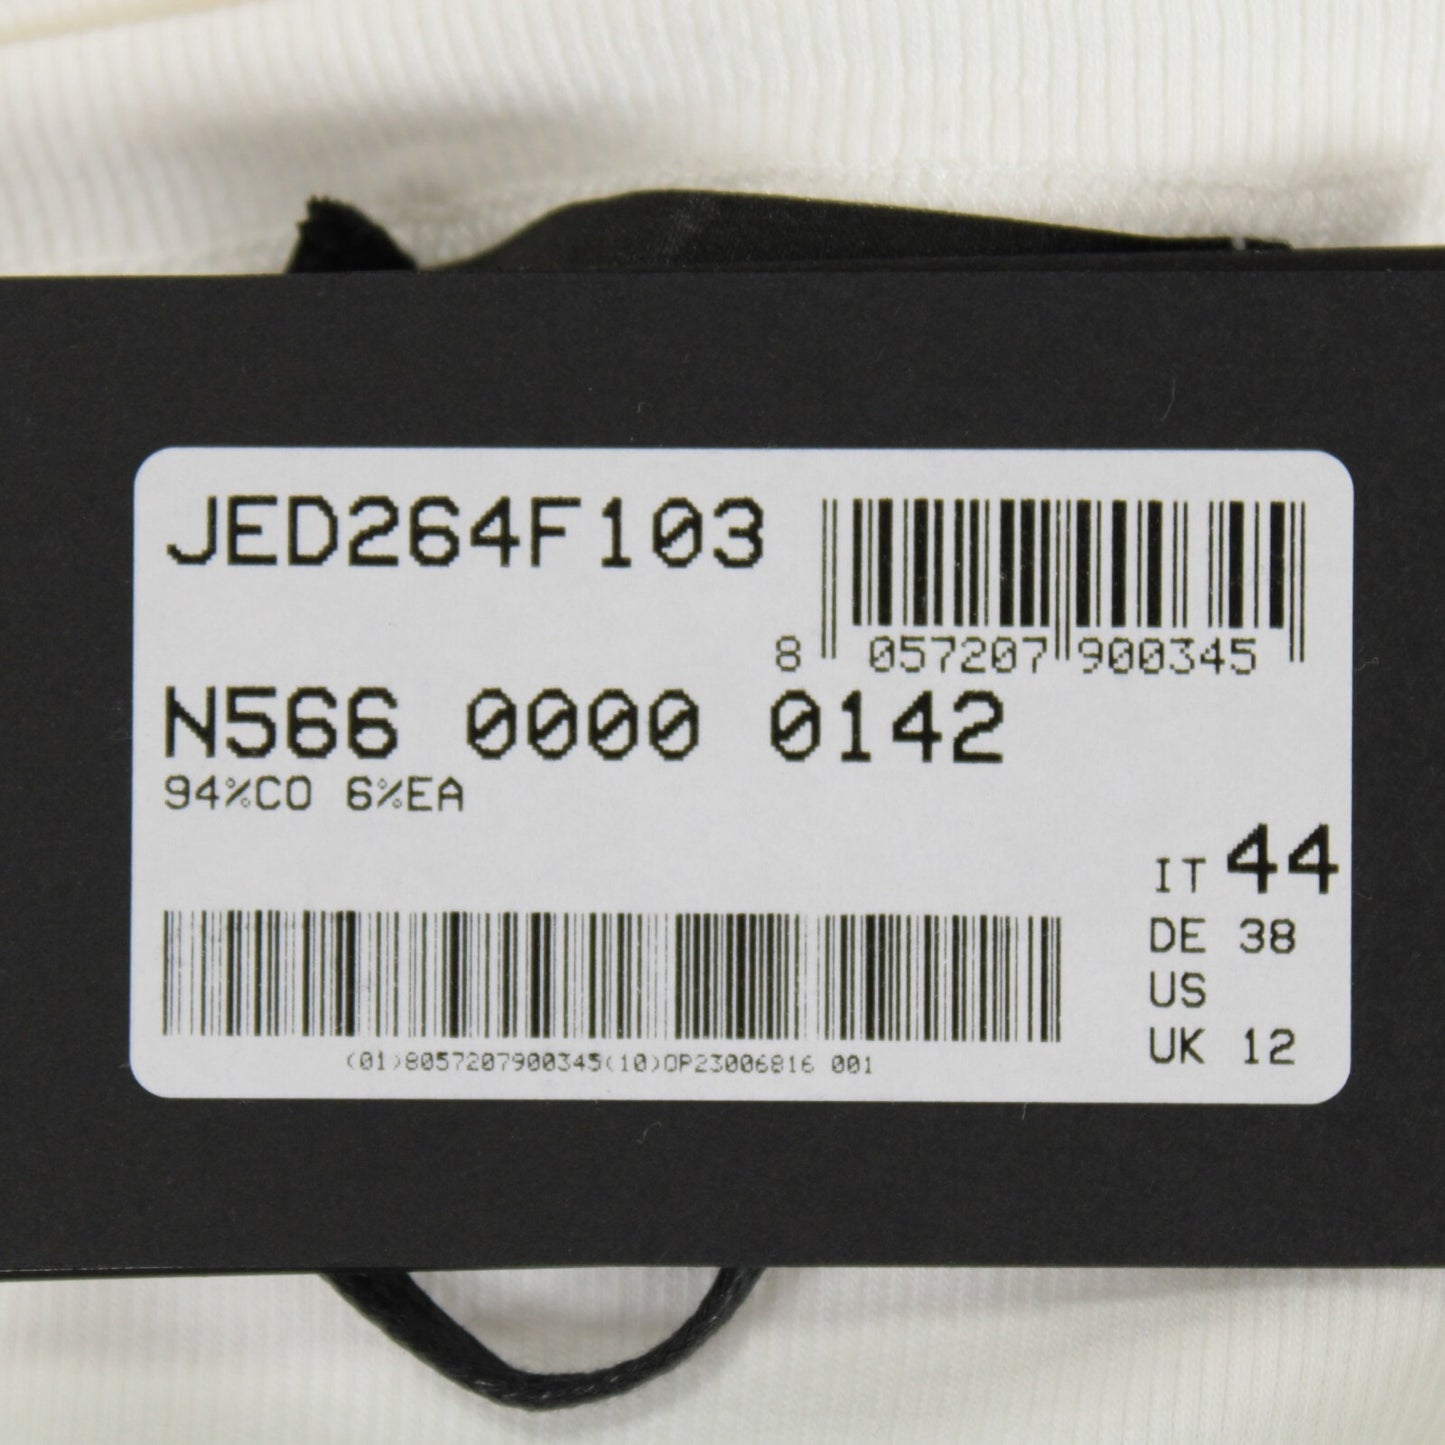 JED264F103
8 057207 900345
N566 0000 0142
94%CO 6%EA
IT 44
DE 38
US
UK 12
(01)8057207900345(10)OP23006816 001